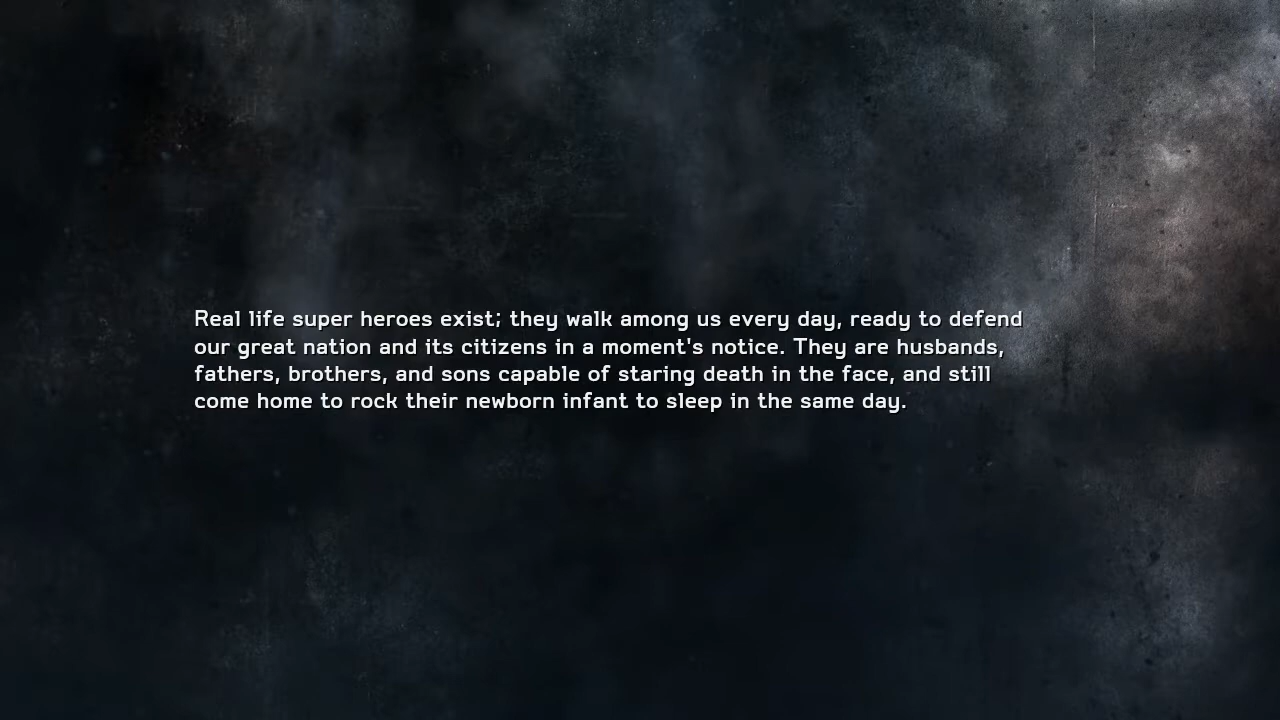 Real life super heroes exist; they walk among us every day, ready to defend
our great nation and its citizens in a moment's notice. They are husbands,
fathers, brothers, and sons capable of staring death in the face, and still
come home to rock their newborn infant to sleep in the same day.